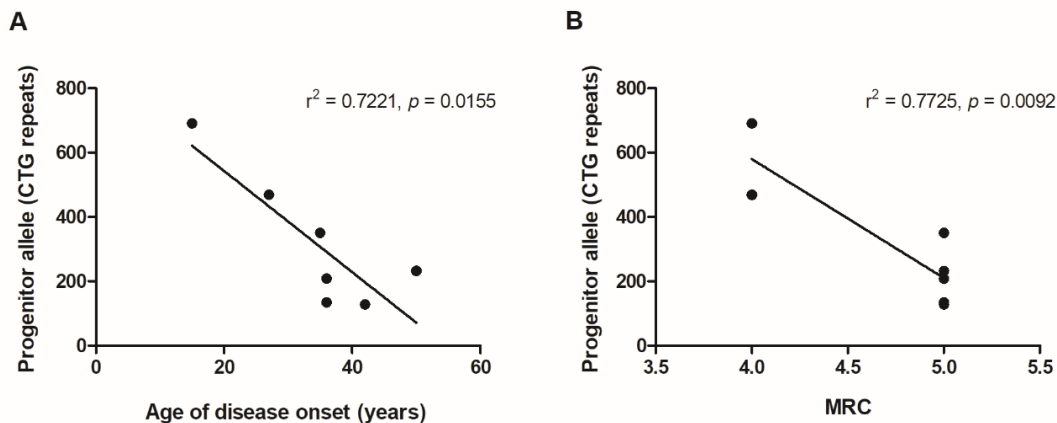 A
Progenitor allele (CTG repeats)
800
600
400
200
0
r² = 0.7221, p = 0.0155
0
20
40
60
Age of disease onset (years)
B
Progenitor allele (CTG repeats)
800
600
400
200
0
r² = 0.7725, p = 0.0092
3.5
4.0
4.5
5.0
5.5
MRC